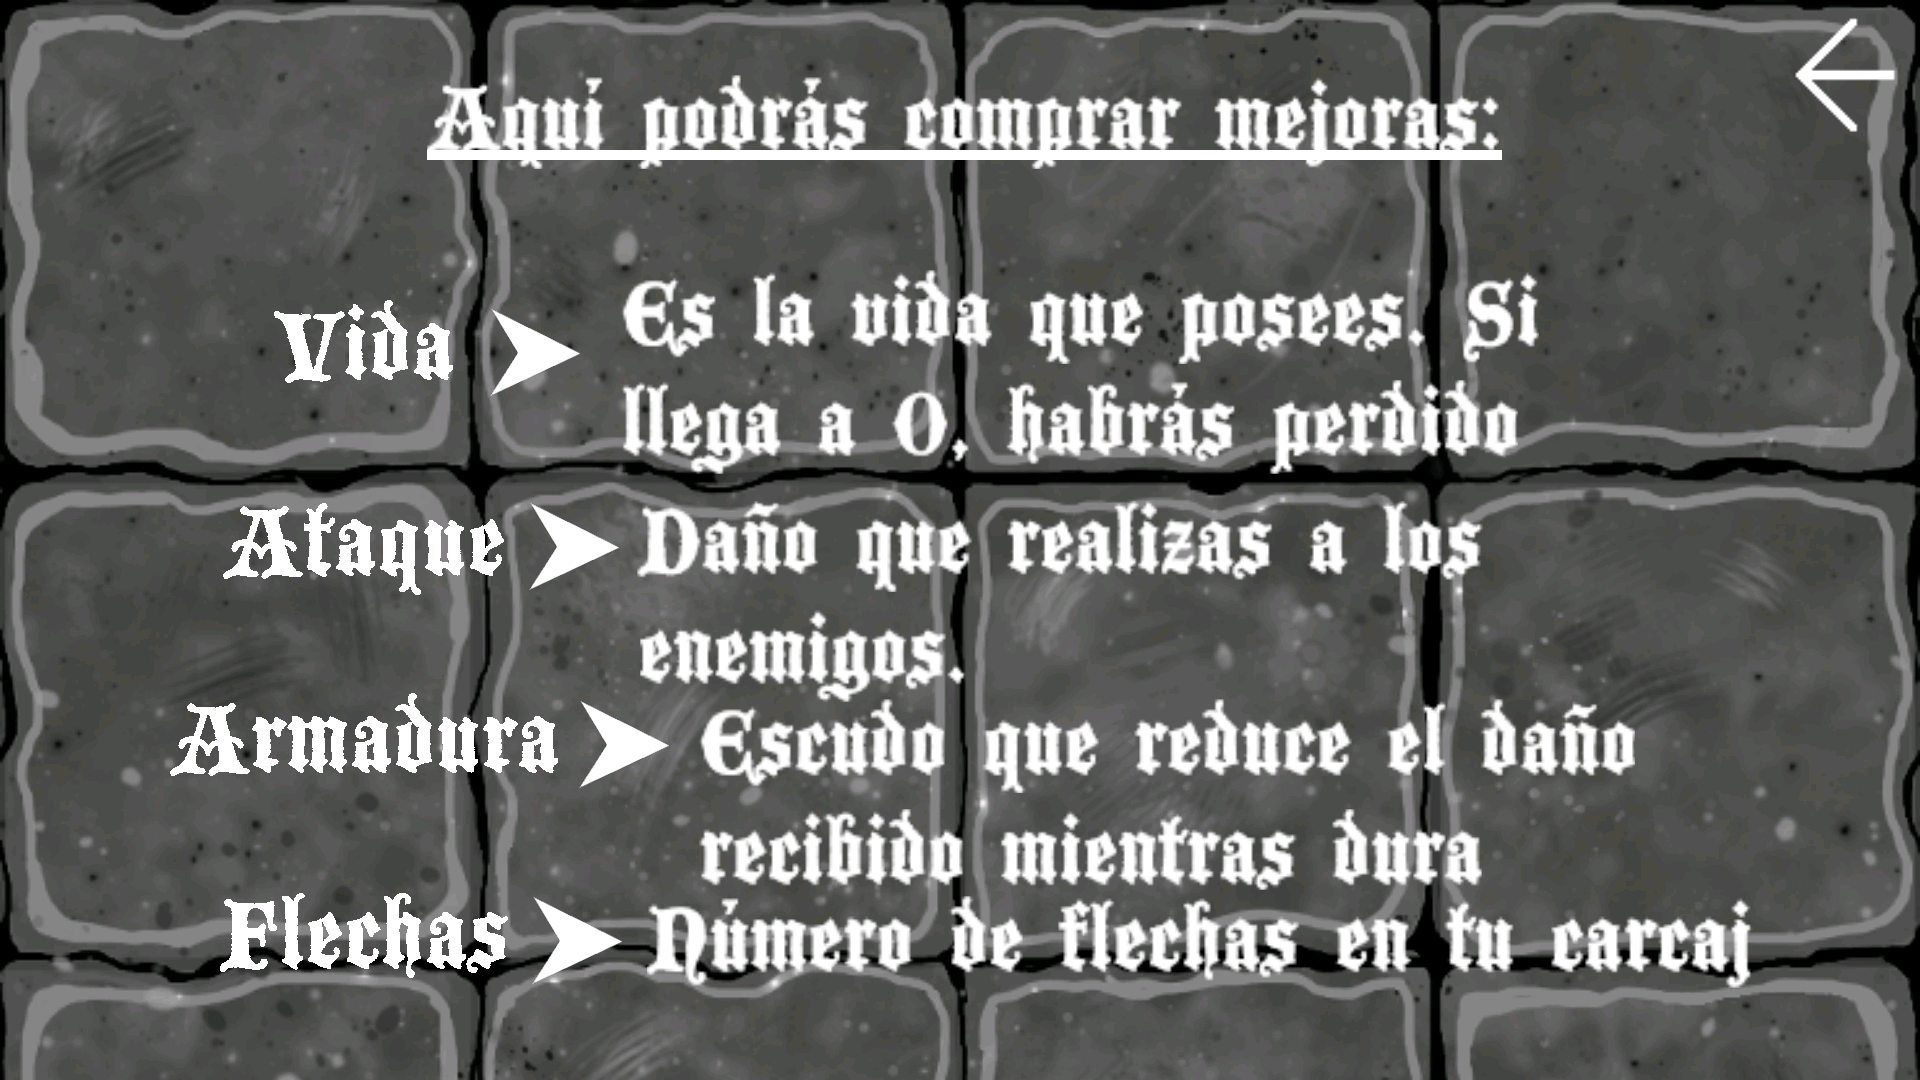 Aquí podrás comprar mejoras:
Vida Es la vida que posees. Si
llega a 0, habrás perdido
Ataque Daño que realizas a los
enemigos.
Armadura Escudo que reduce el daño
recibido mientras dura
Flechas Número de flechas en tu carcaj